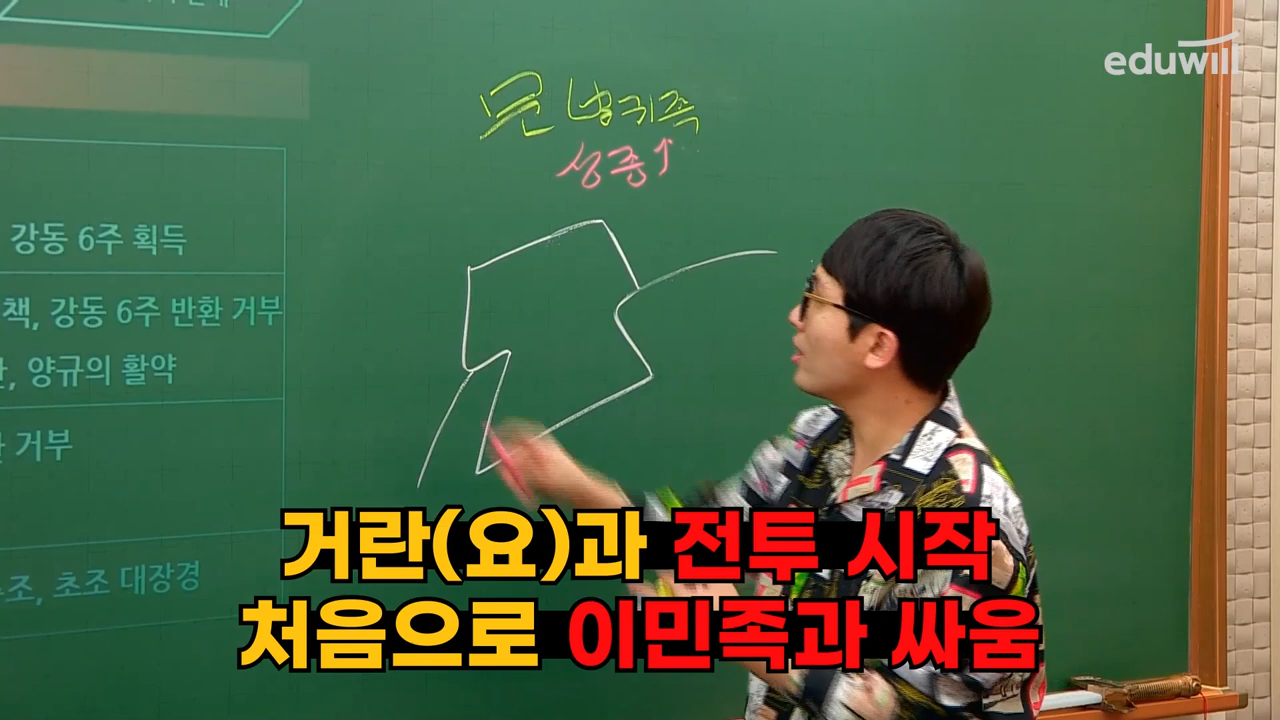 eduwill
문벌귀족
성종↑
강동 6주 획득
책, 강동 6주 반환 거부
, 양규의 활약
거부
조, 초조 대장경
거란(요)과 전투 시작
처음으로 이민족과 싸움